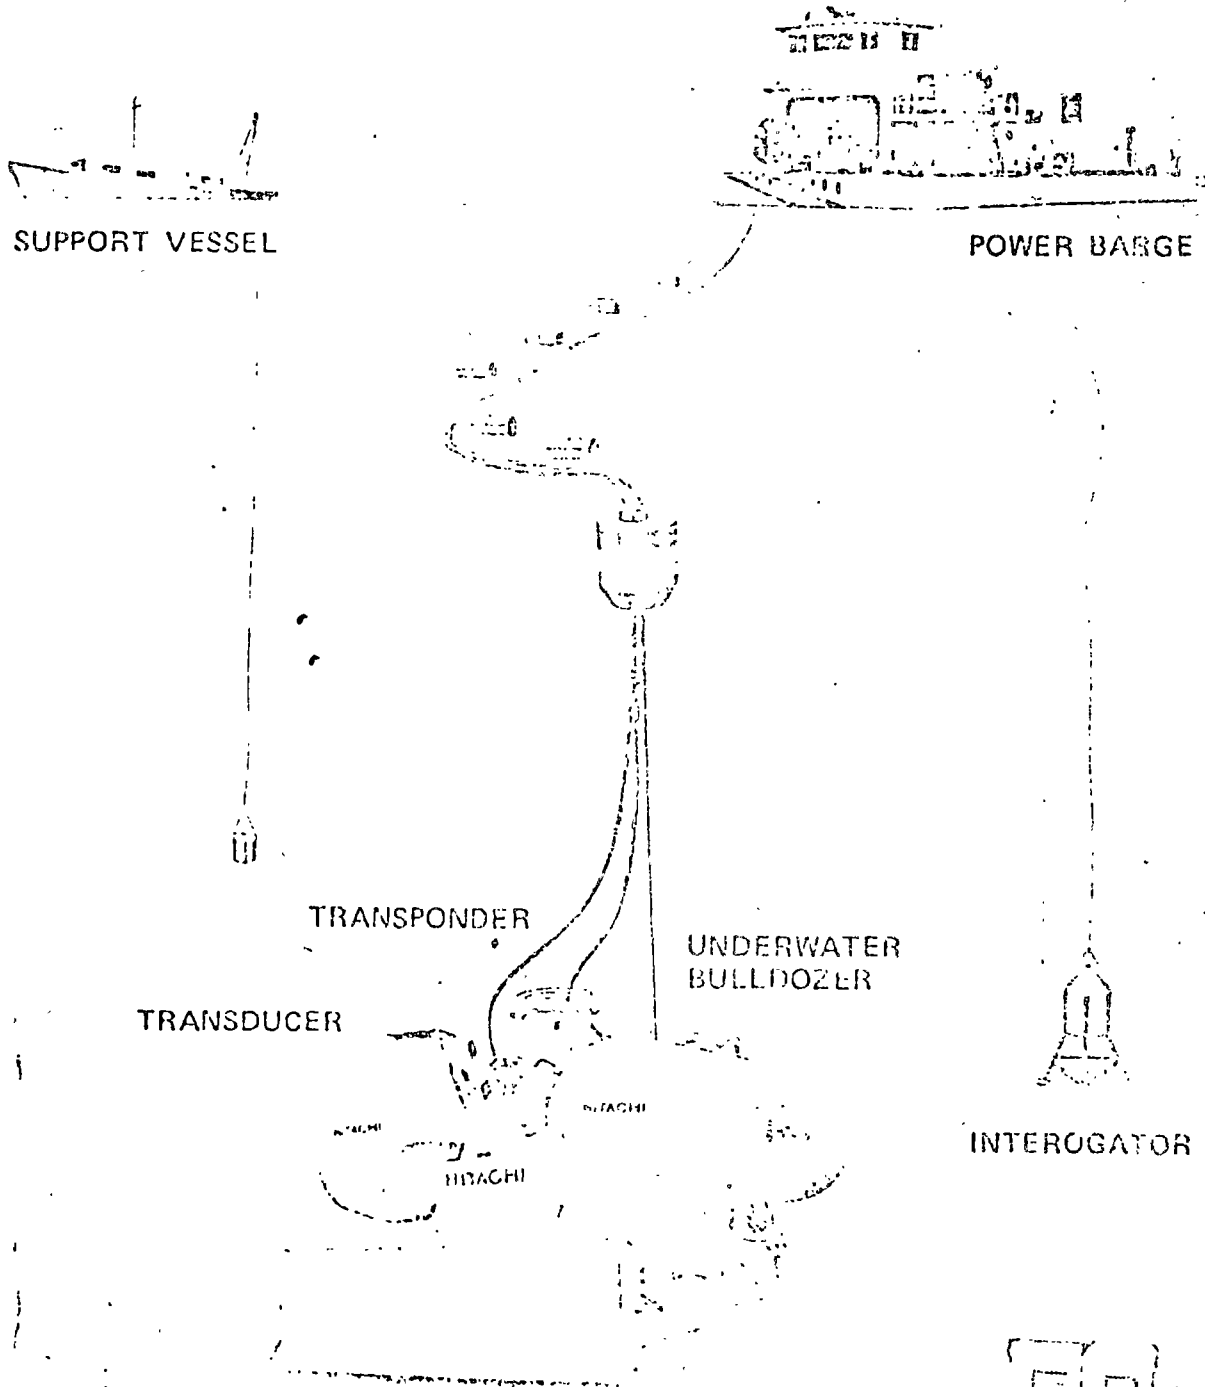 SUPPORT VESSEL
POWER BARGE
TRANSPONDER
UNDERWATER
BULLDOZER
TRANSDUCER
HITACHI
HITACHI
HITACHI
INTEROGATOR